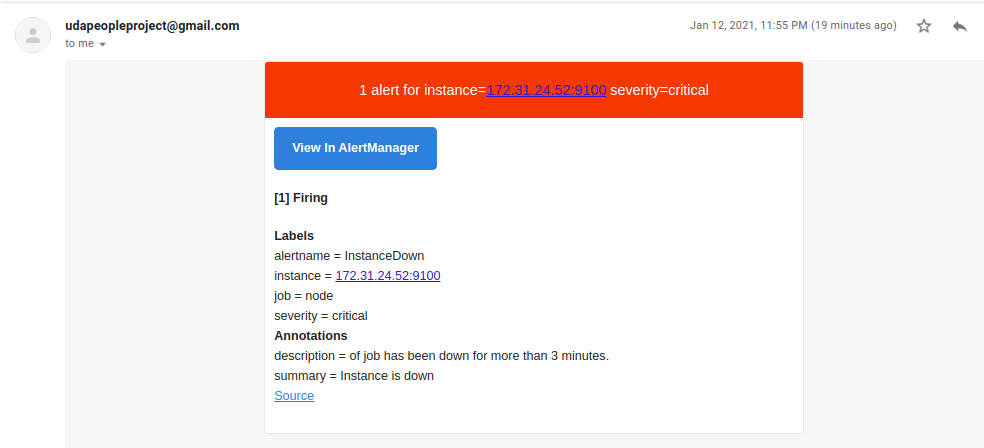 udapeopleproject@gmail.com
Jan 12, 2021, 11:55 PM (19 minutes ago)
to me
1 alert for instance=172.31.24.52:9100 severity=critical
View In AlertManager
[1] Firing
Labels
alertname = InstanceDown
instance = 172.31.24.52:9100
job = node
severity = critical
Annotations
description = of job has been down for more than 3 minutes.
summary = Instance is down
Source